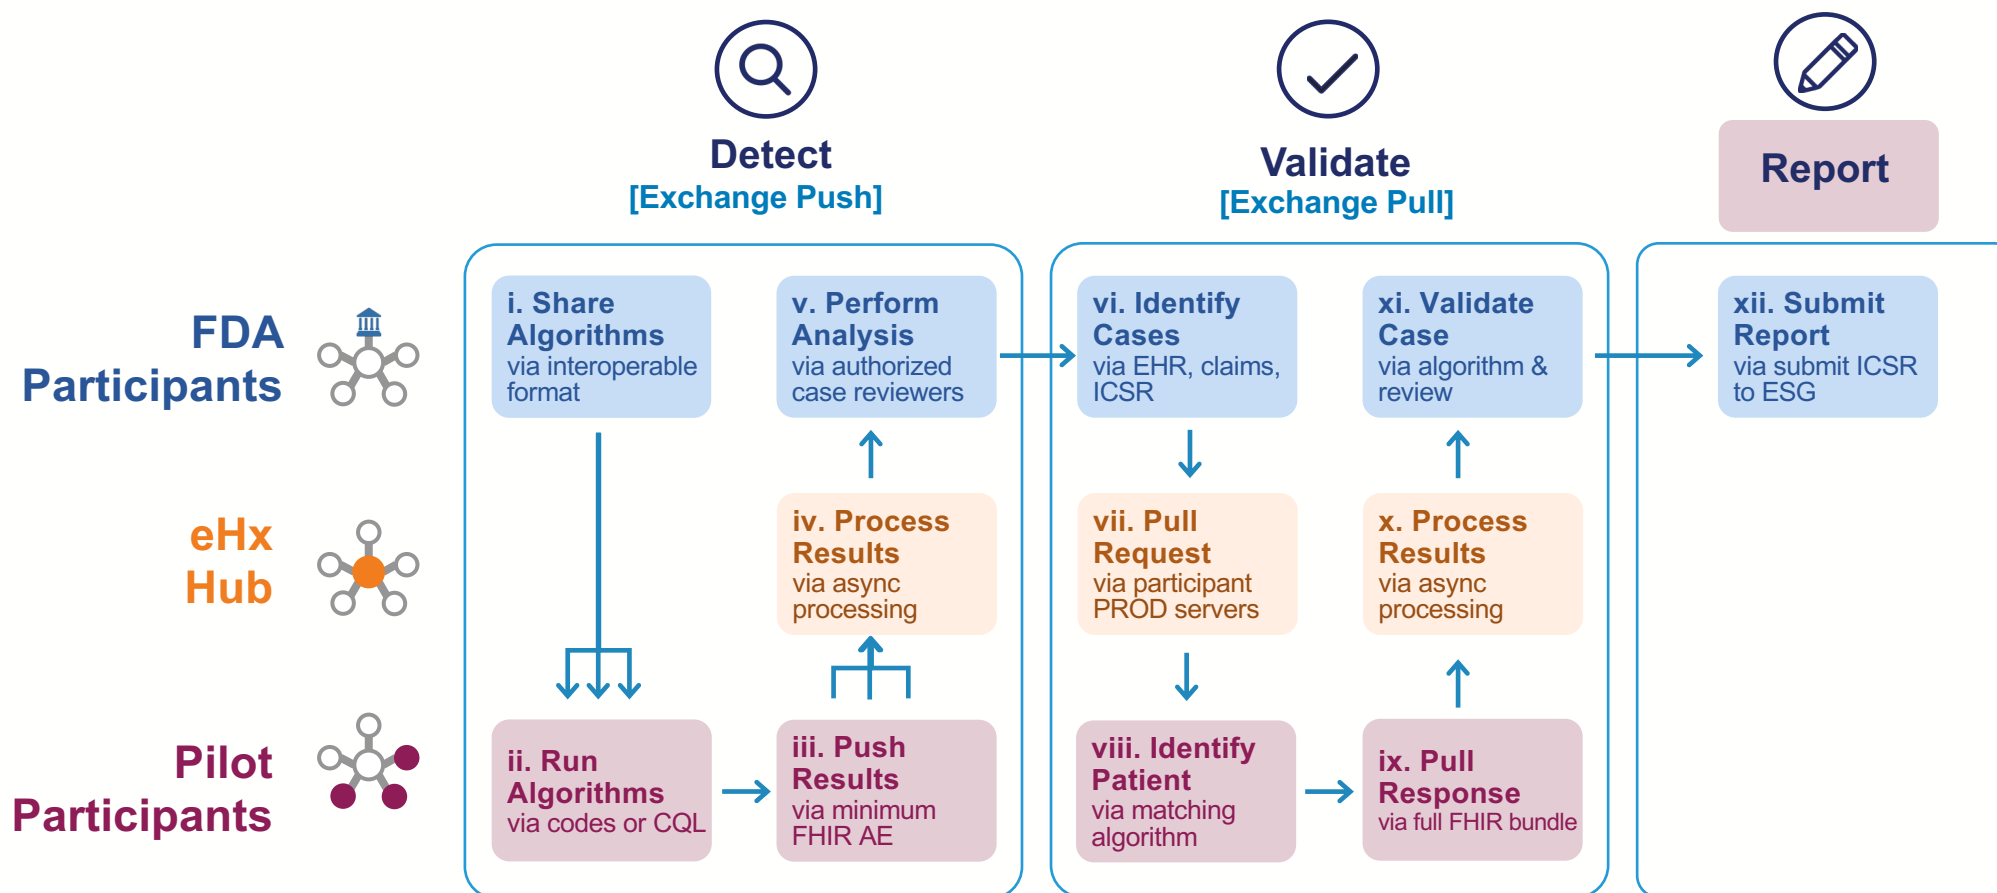 Detect
[Exchange Push]
Validate
[Exchange Pull]
Report
FDA
Participants
i. Share
Algorithms
via interoperable
format
v. Perform
Analysis
via authorized
case reviewers
vi. Identify
Cases
via EHR, claims,
ICSR
xi. Validate
Case
via algorithm &
review
xii. Submit
Report
via submit ICSR
to ESG
eHx
Hub
iv. Process
Results
via async
processing
vii. Pull
Request
via participant
PROD servers
x. Process
Results
via async
processing
Pilot
Participants
ii. Run
Algorithms
via codes or CQL
iii. Push
Results
via minimum
FHIR AE
viii. Identify
Patient
via matching
algorithm
ix. Pull
Response
via full FHIR bundle